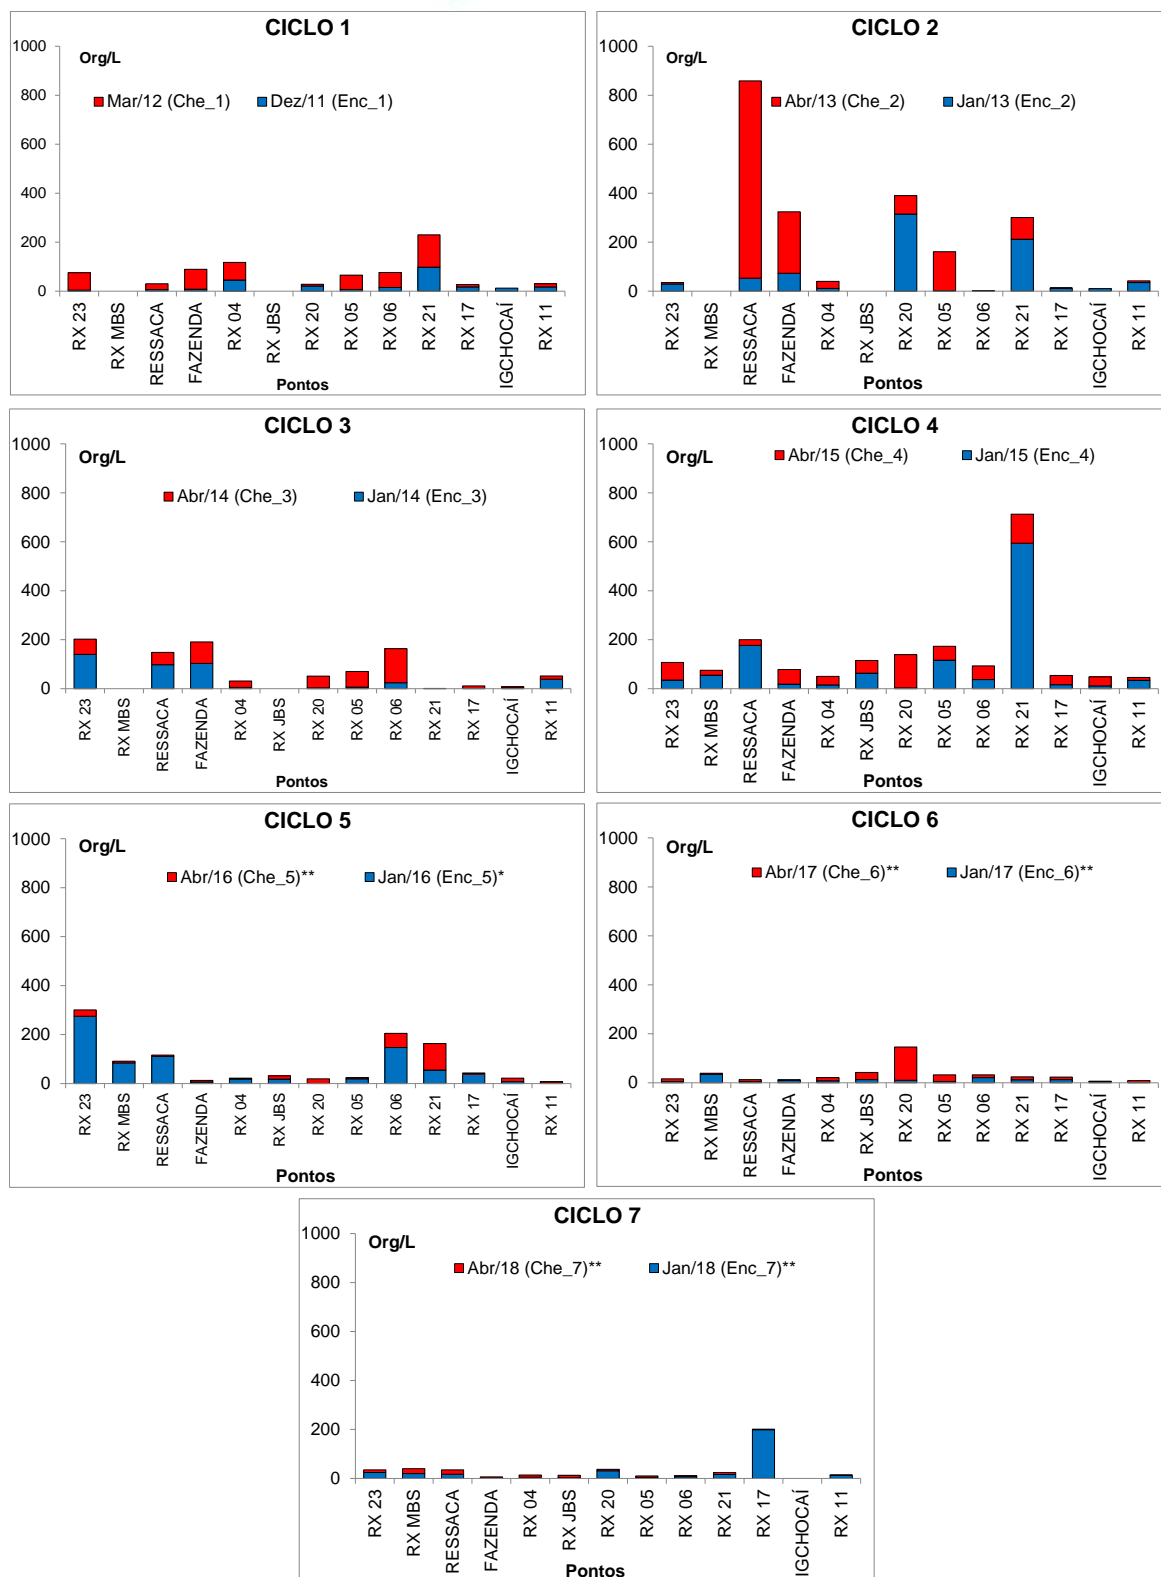 CICLO 1
Org/L
Mar/12 (Che_1) Dez/11 (Enc_1)
1000
800
600
400
200
0
RX 23
RX MBS
RESSACA
FAZENDA
RX 04
RX JBS
RX 20
RX 05
RX 06
RX 21
RX 17
IGCHOCAÍ
RX 11
Pontos
CICLO 2
Org/L
Abr/13 (Che_2) Jan/13 (Enc_2)
1000
800
600
400
200
0
RX 23
RX MBS
RESSACA
FAZENDA
RX 04
RX JBS
RX 20
RX 05
RX 06
RX 21
RX 17
IGCHOCAÍ
RX 11
Pontos
CICLO 3
Org/L
Abr/14 (Che_3) Jan/14 (Enc_3)
1000
800
600
400
200
0
RX 23
RX MBS
RESSACA
FAZENDA
RX 04
RX JBS
RX 20
RX 05
RX 06
RX 21
RX 17
IGCHOCAÍ
RX 11
Pontos
CICLO 4
Org/L
Abr/15 (Che_4) Jan/15 (Enc_4)
1000
800
600
400
200
0
RX 23
RX MBS
RESSACA
FAZENDA
RX 04
RX JBS
RX 20
RX 05
RX 06
RX 21
RX 17
IGCHOCAÍ
RX 11
Pontos
CICLO 5
Org/L
Abr/16 (Che_5)** Jan/16 (Enc_5)*
1000
800
600
400
200
0
RX 23
RX MBS
RESSACA
FAZENDA
RX 04
RX JBS
RX 20
RX 05
RX 06
RX 21
RX 17
IGCHOCAÍ
RX 11
Pontos
CICLO 6
Org/L
Abr/17 (Che_6)** Jan/17 (Enc_6)**
1000
800
600
400
200
0
RX 23
RX MBS
RESSACA
FAZENDA
RX 04
RX JBS
RX 20
RX 05
RX 06
RX 21
RX 17
IGCHOCAÍ
RX 11
Pontos
CICLO 7
Org/L
Abr/18 (Che_7)** Jan/18 (Enc_7)**
1000
800
600
400
200
0
RX 23
RX MBS
RESSACA
FAZENDA
RX 04
RX JBS
RX 20
RX 05
RX 06
RX 21
RX 17
IGCHOCAÍ
RX 11
Pontos